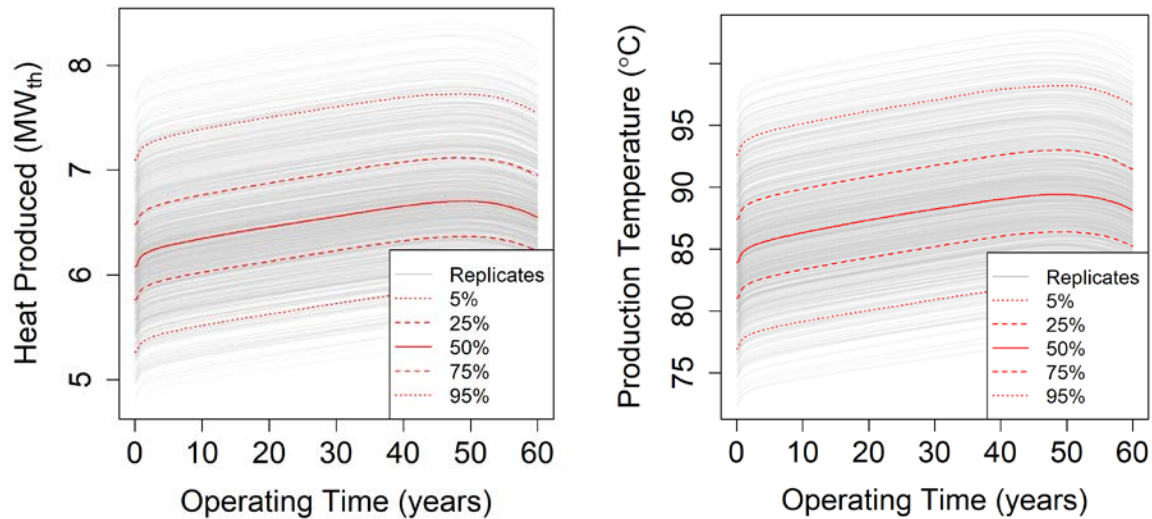 Heat Produced (MWth)
8
7
6
5
0 10 20 30 40 50 60
Operating Time (years)
Replicates
5%
25%
50%
75%
95%
Production Temperature (°C)
95
90
85
80
75
0 10 20 30 40 50 60
Operating Time (years)
Replicates
5%
25%
50%
75%
95%